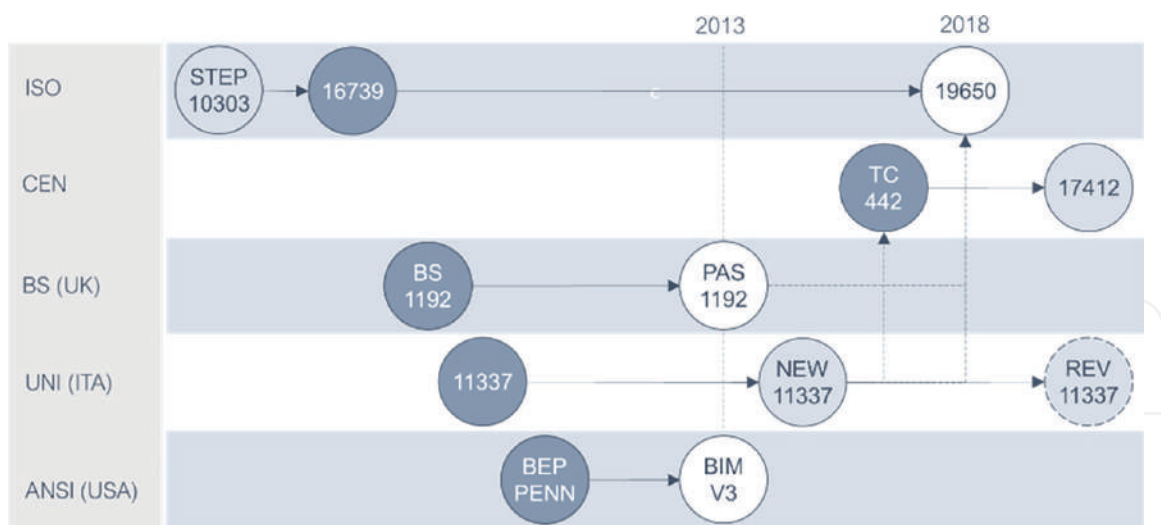 2013
2018
ISO
STEP
10303
16739
c
19650
CEN
TC
442
17412
BS (UK)
BS
1192
PAS
1192
UNI (ITA)
11337
NEW
11337
REV
11337
ANSI (USA)
BEP
PENN
BIM
V3